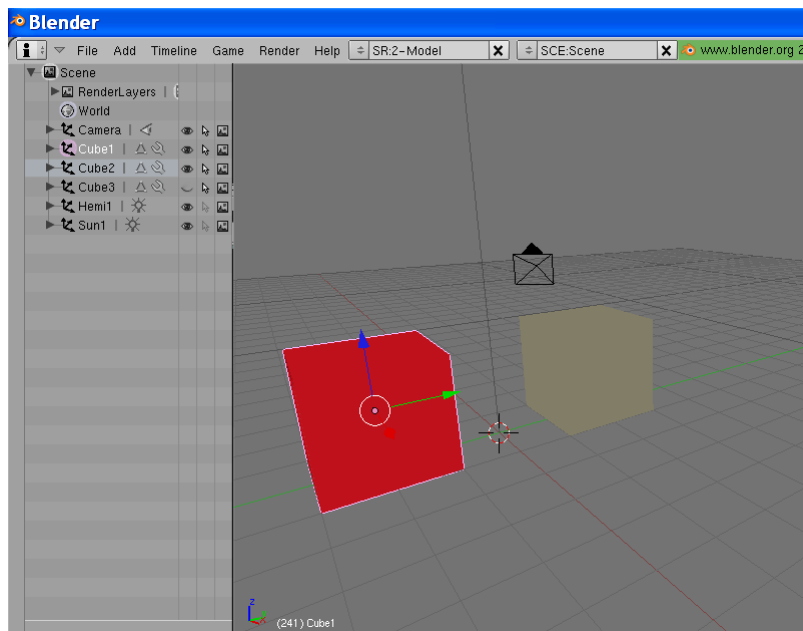 Blender
File Add Timeline Game Render Help SR:2-Model SCE:Scene www.blender.org 2
Scene
RenderLayers
World
Camera
Cube1
Cube2
Cube3
Hemi1
Sun1
z
(241) Cube1